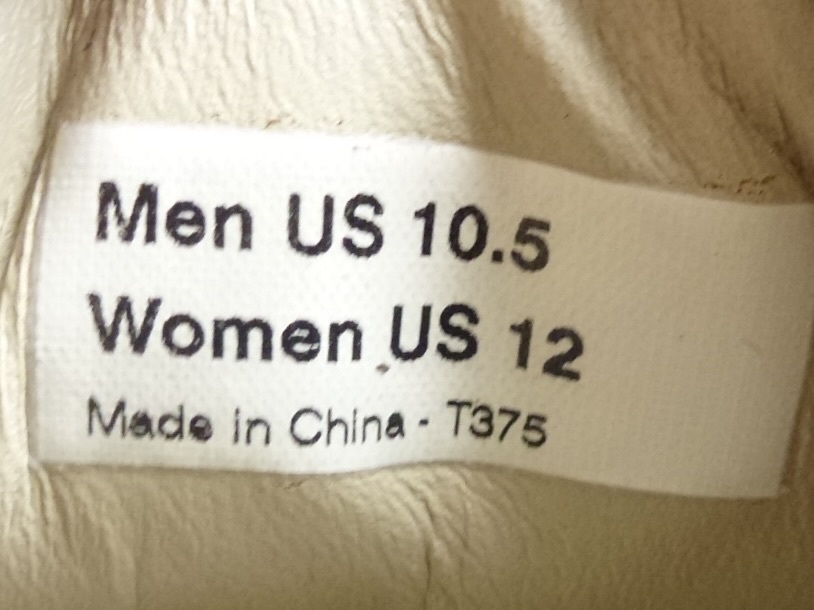 Men US 10.5
Women US 12
Made in China - T375